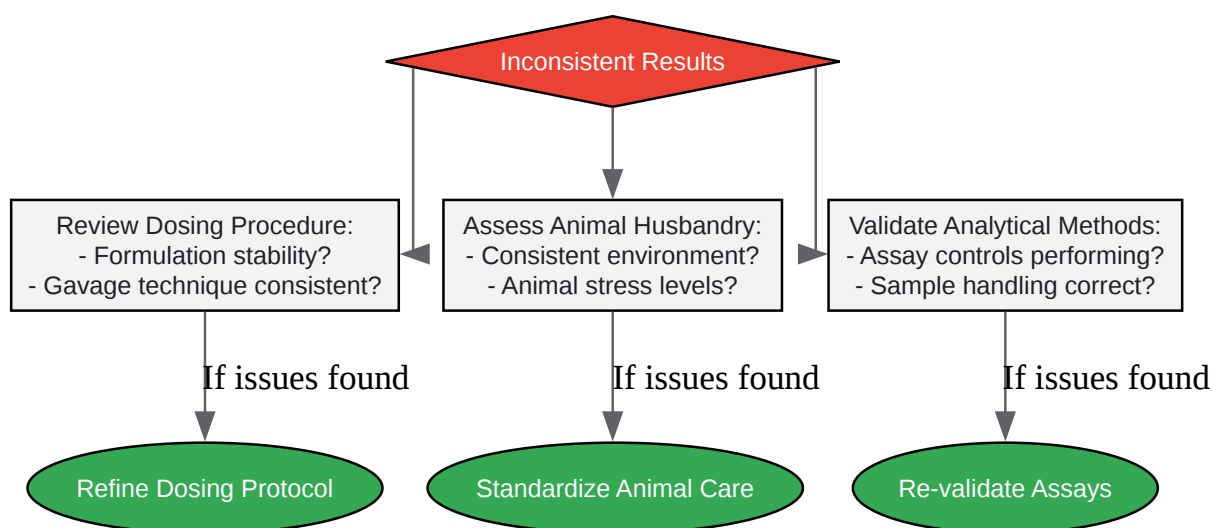 Inconsistent Results
Review Dosing Procedure:
- Formulation stability?
- Gavage technique consistent?
Assess Animal Husbandry:
- Consistent environment?
- Animal stress levels?
Validate Analytical Methods:
- Assay controls performing?
- Sample handling correct?
If issues found
If issues found
If issues found
Refine Dosing Protocol
Standardize Animal Care
Re-validate Assays